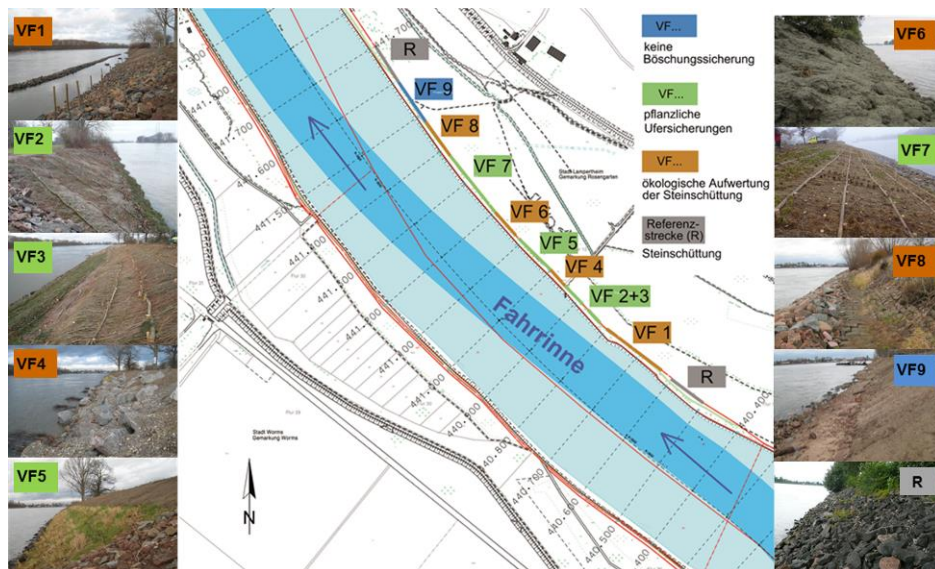 VF1
VF2
VF3
VF4
VF5
R
VF 9
VF 8
VF 7
VF 6
VF 5
VF 4
VF 2+3
VF 1
R
Fahrrinne
Stadt Lampertheim
Gemarkung Rosengarten
Stadt Worms
Gemarkung Worms
N
441.700
441.600
441.500
441.400
441.300
441.200
441.100
441.000
440.900
440.800
440.700
440.600
440.500
440.400
VF...
keine
Böschungssicherung
VF...
pflanzliche
Ufersicherungen
VF...
ökologische Aufwertung
der Steinschüttung
Referenz-
strecke (R)
Steinschüttung
VF6
VF7
VF8
VF9
R